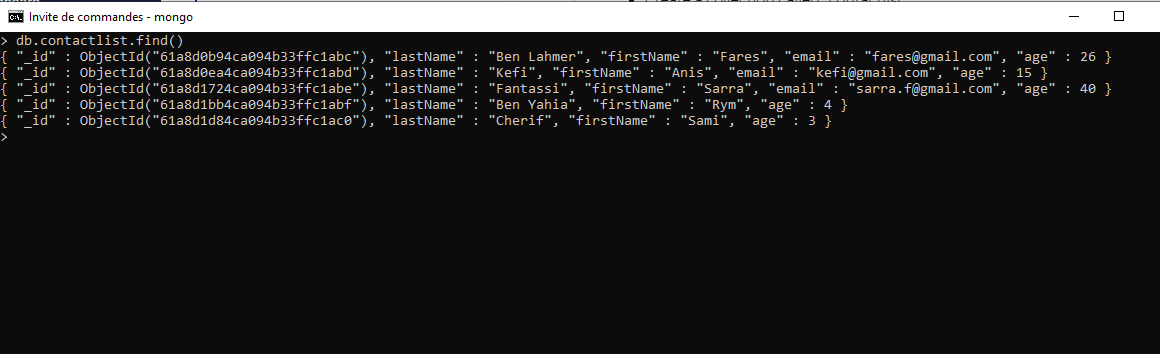 Invite de commandes - mongo
> db.contactlist.find()
{ "_id" : ObjectId("61a8d0b94ca094b33ffc1abc"), "lastName" : "Ben Lahmer", "firstName" : "Fares", "email" : "fares@gmail.com", "age" : 26 }
{ "_id" : ObjectId("61a8d0ea4ca094b33ffc1abd"), "lastName" : "Kefi", "firstName" : "Anis", "email" : "kefi@gmail.com", "age" : 15 }
{ "_id" : ObjectId("61a8d1724ca094b33ffc1abe"), "lastName" : "Fantassi", "firstName" : "Sarra", "email" : "sarra.f@gmail.com", "age" : 40 }
{ "_id" : ObjectId("61a8d1bb4ca094b33ffc1abf"), "lastName" : "Ben Yahia", "firstName" : "Rym", "age" : 4 }
{ "_id" : ObjectId("61a8d1d84ca094b33ffc1ac0"), "lastName" : "Cherif", "firstName" : "Sami", "age" : 3 }
>